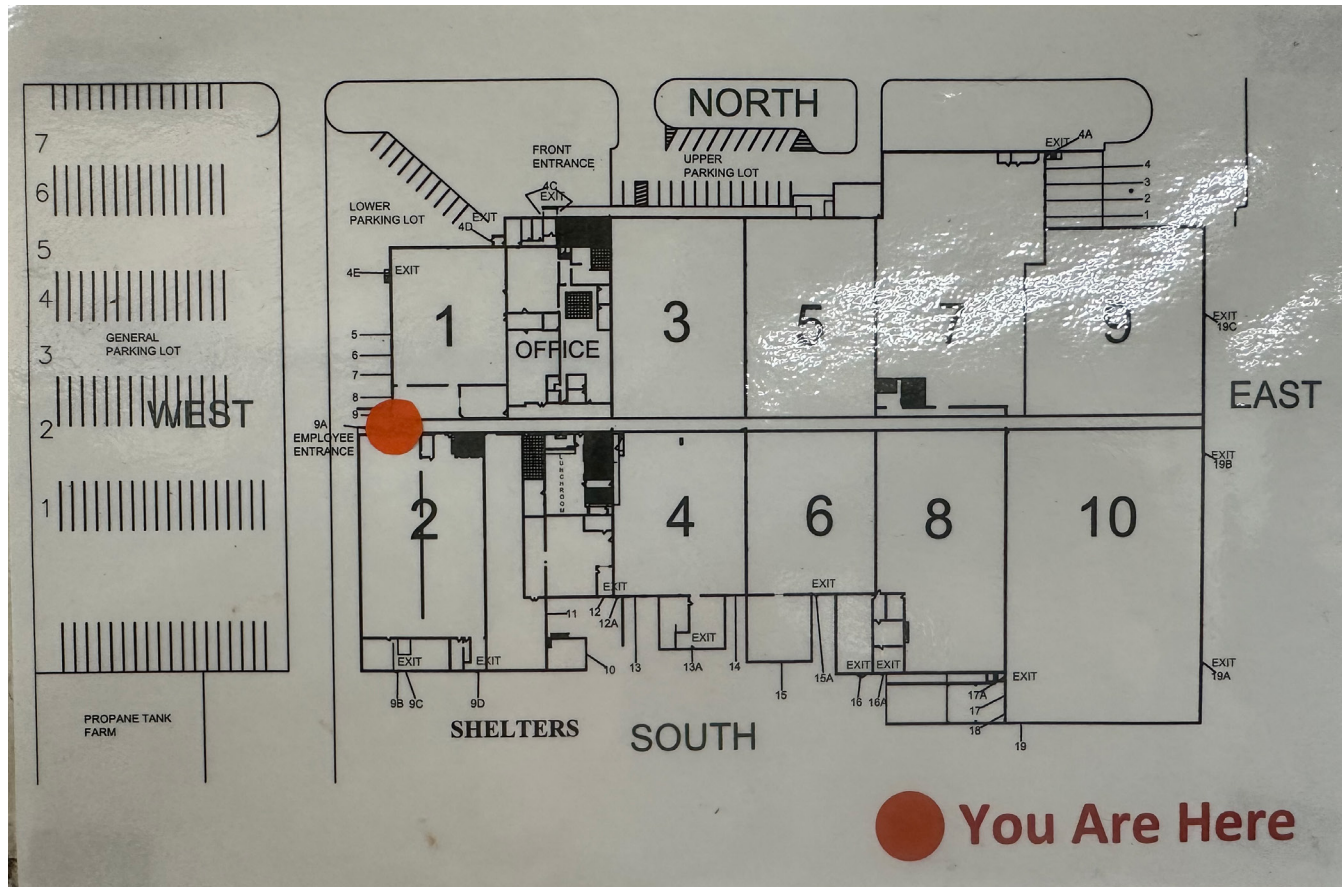 NORTH
7
6
5
4
3
2
1
GENERAL
PARKING LOT
WEST
PROPANE TANK
FARM
FRONT
ENTRANCE
4C
EXIT
UPPER
PARKING LOT
LOWER
PARKING LOT
EXIT
4D
4E
EXIT
EXIT
4A
4
3
2
1
5
6
7
8
9
9A
EMPLOYEE
ENTRANCE
1
OFFICE
3
5
7
9
EXIT
19C
EAST
2
LUNCHROOM
4
6
8
10
EXIT
19B
EXIT
EXIT
11
12
12A
EXIT
EXIT
10
13
EXIT
13A
14
15
15A
EXIT
EXIT
16
16A
EXIT
17A
17
18
19
EXIT
19A
9B
9C
9D
SHELTERS
SOUTH
You Are Here